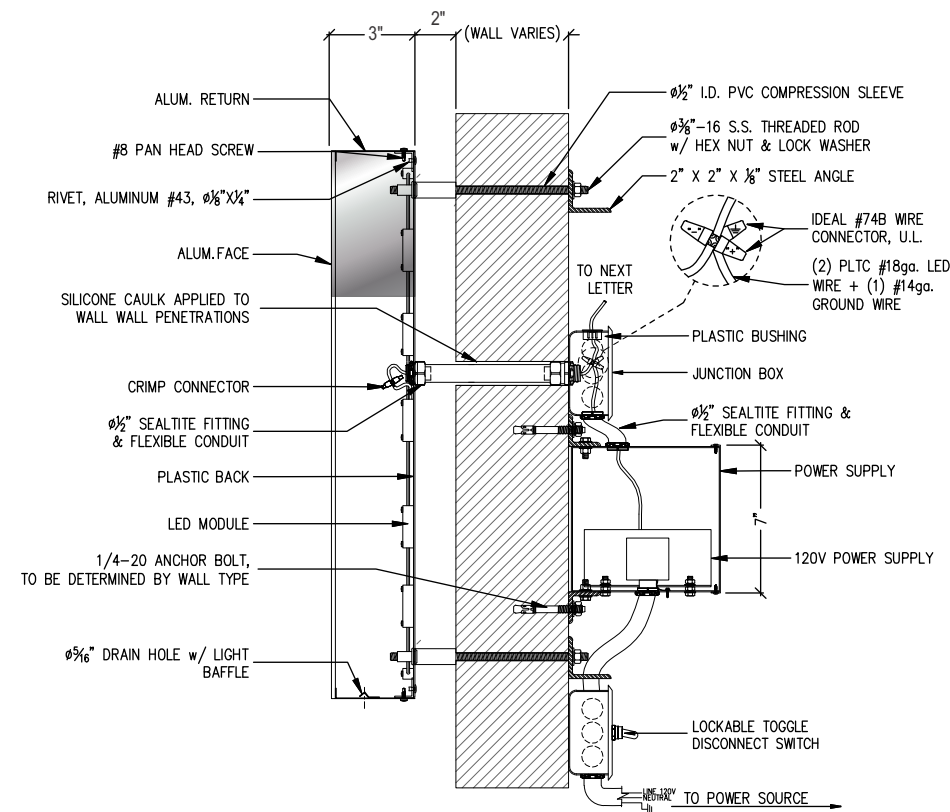 3"
2"
(WALL VARIES)
ALUM. RETURN
#8 PAN HEAD SCREW
RIVET, ALUMINUM #43, ø⅛"X¼"
ALUM.FACE
SILICONE CAULK APPLIED TO
WALL WALL PENETRATIONS
CRIMP CONNECTOR
ø½" SEALTITE FITTING
& FLEXIBLE CONDUIT
PLASTIC BACK
LED MODULE
1/4-20 ANCHOR BOLT,
TO BE DETERMINED BY WALL TYPE
ø5⁄16" DRAIN HOLE w/ LIGHT
BAFFLE
ø½" I.D. PVC COMPRESSION SLEEVE
ø⅜"-16 S.S. THREADED ROD
w/ HEX NUT & LOCK WASHER
2" X 2" X ⅛" STEEL ANGLE
IDEAL #74B WIRE
CONNECTOR, U.L.
(2) PLTC #18ga. LED
WIRE + (1) #14ga.
GROUND WIRE
TO NEXT
LETTER
PLASTIC BUSHING
JUNCTION BOX
ø½" SEALTITE FITTING &
FLEXIBLE CONDUIT
POWER SUPPLY
7"
120V POWER SUPPLY
LOCKABLE TOGGLE
DISCONNECT SWITCH
LINE 120V
NEUTRAL
TO POWER SOURCE